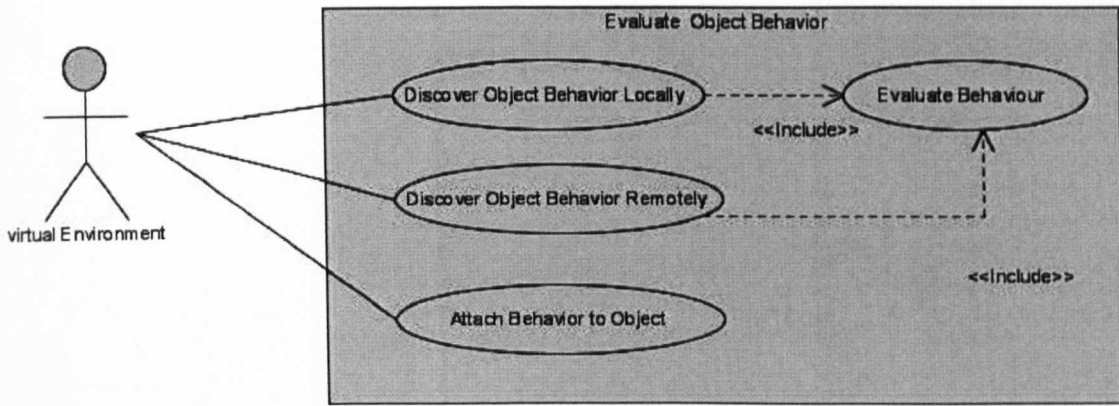 Evaluate Object Behavior
Discover Object Behavior Locally
Evaluate Behaviour
<<Include>>
Discover Object Behavior Remotely
virtual Environment
<<Include>>
Attach Behavior to Object